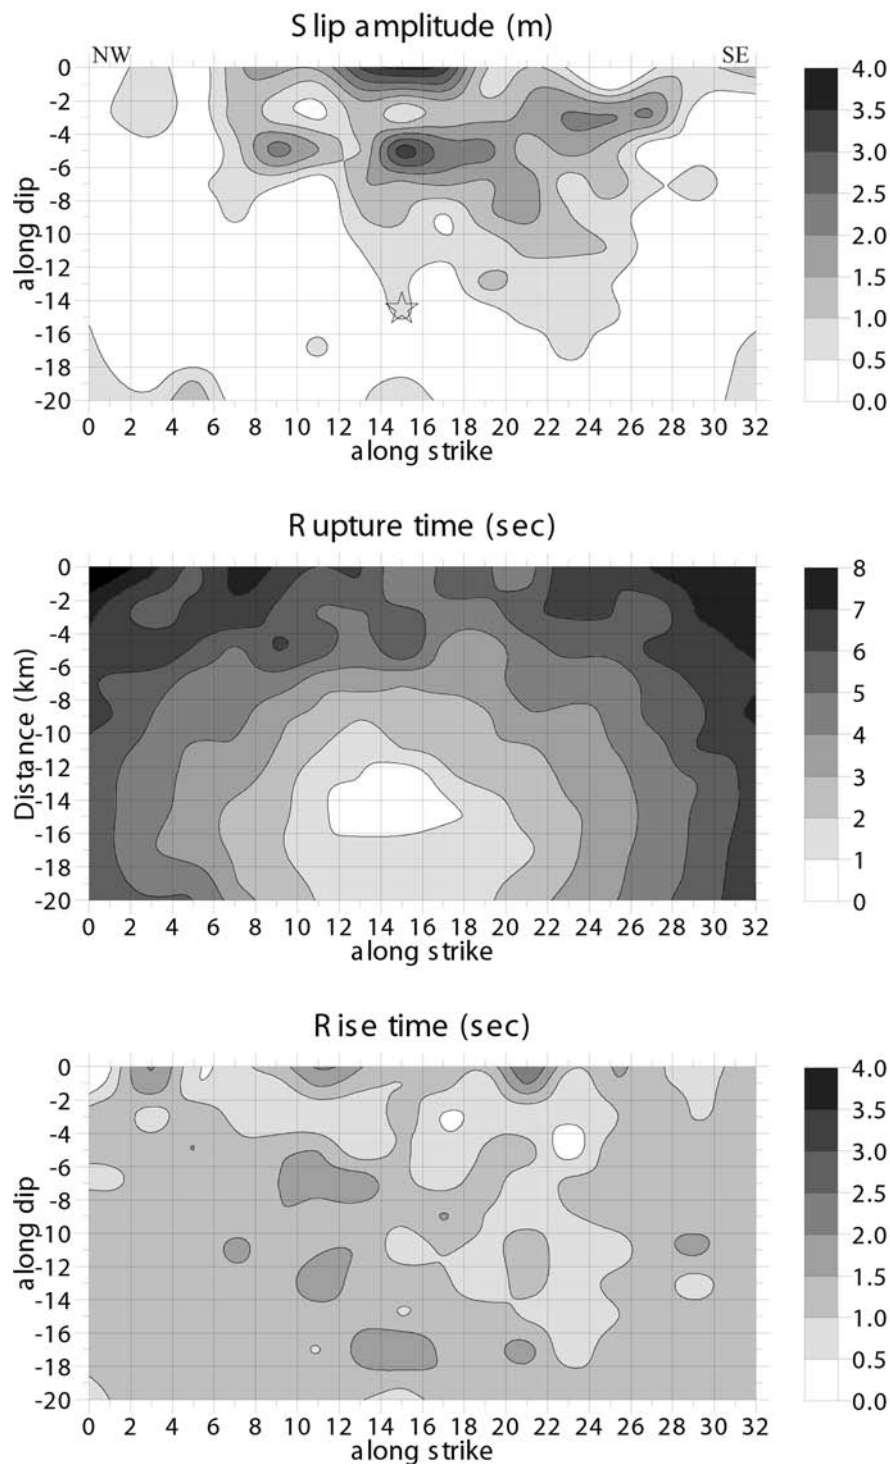 Slip amplitude (m)
NW SE
0 -2 -4 -6 -8 -10 -12 -14 -16 -18 -20
along dip
0 2 4 6 8 10 12 14 16 18 20 22 24 26 28 30 32
along strike
4.0 3.5 3.0 2.5 2.0 1.5 1.0 0.5 0.0
Rupture time (sec)
0 -2 -4 -6 -8 -10 -12 -14 -16 -18 -20
Distance (km)
0 2 4 6 8 10 12 14 16 18 20 22 24 26 28 30 32
along strike
8 7 6 5 4 3 2 1 0
Rise time (sec)
0 -2 -4 -6 -8 -10 -12 -14 -16 -18 -20
along dip
0 2 4 6 8 10 12 14 16 18 20 22 24 26 28 30 32
along strike
4.0 3.5 3.0 2.5 2.0 1.5 1.0 0.5 0.0